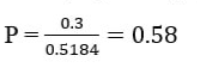 P = 0.3/0.5184 = 0.58